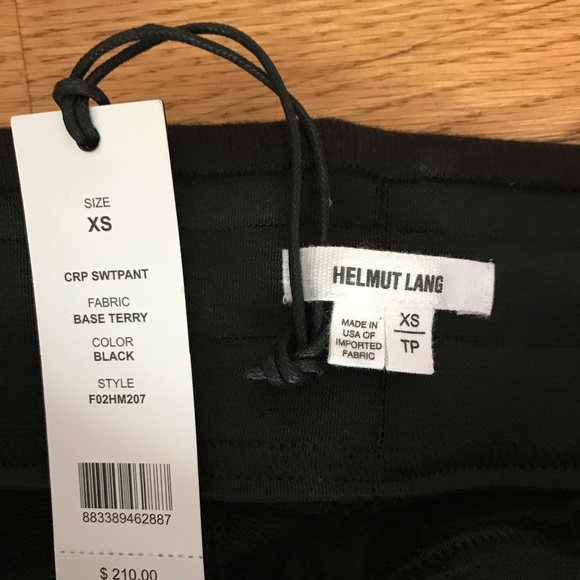 SIZE
XS
CRP SWTPANT
FABRIC
BASE TERRY
COLOR
BLACK
STYLE
F02HM207
883389462887
$ 210.00
HELMUT LANG
MADE IN
USA OF
IMPORTED
FABRIC
XS
TP